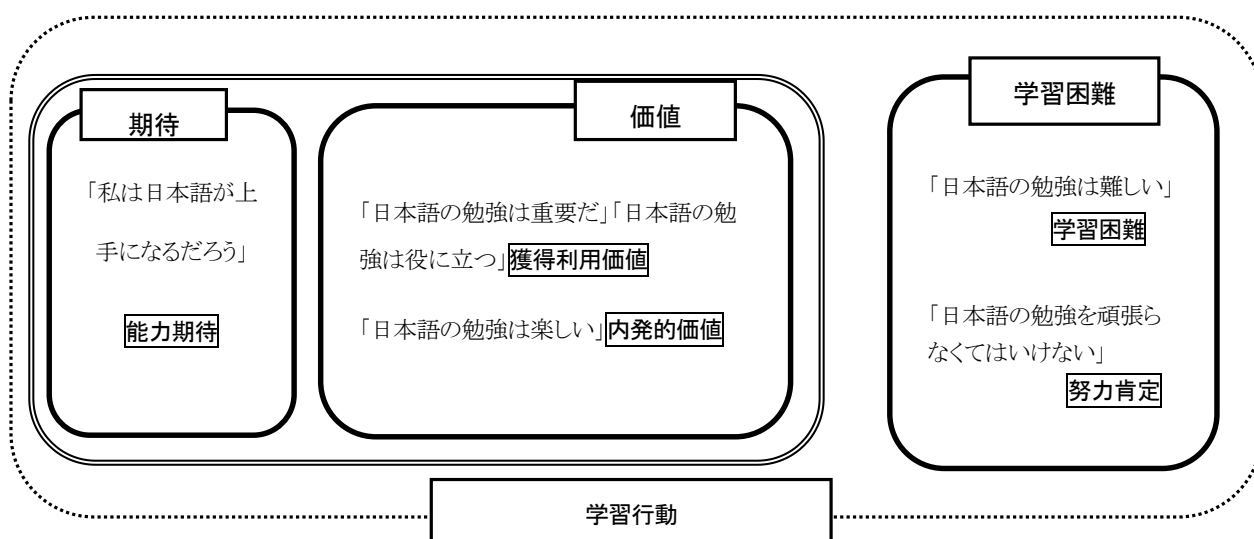 期待
「私は日本語が上
手になるだろう」
能力期待
価値
「日本語の勉強は重要だ」「日本語の勉
強は役に立つ」獲得利用価値
「日本語の勉強は楽しい」内発的価値
学習困難
「日本語の勉強は難しい」
学習困難
「日本語の勉強を頑張ら
なくてはいけない」
努力肯定
学習行動